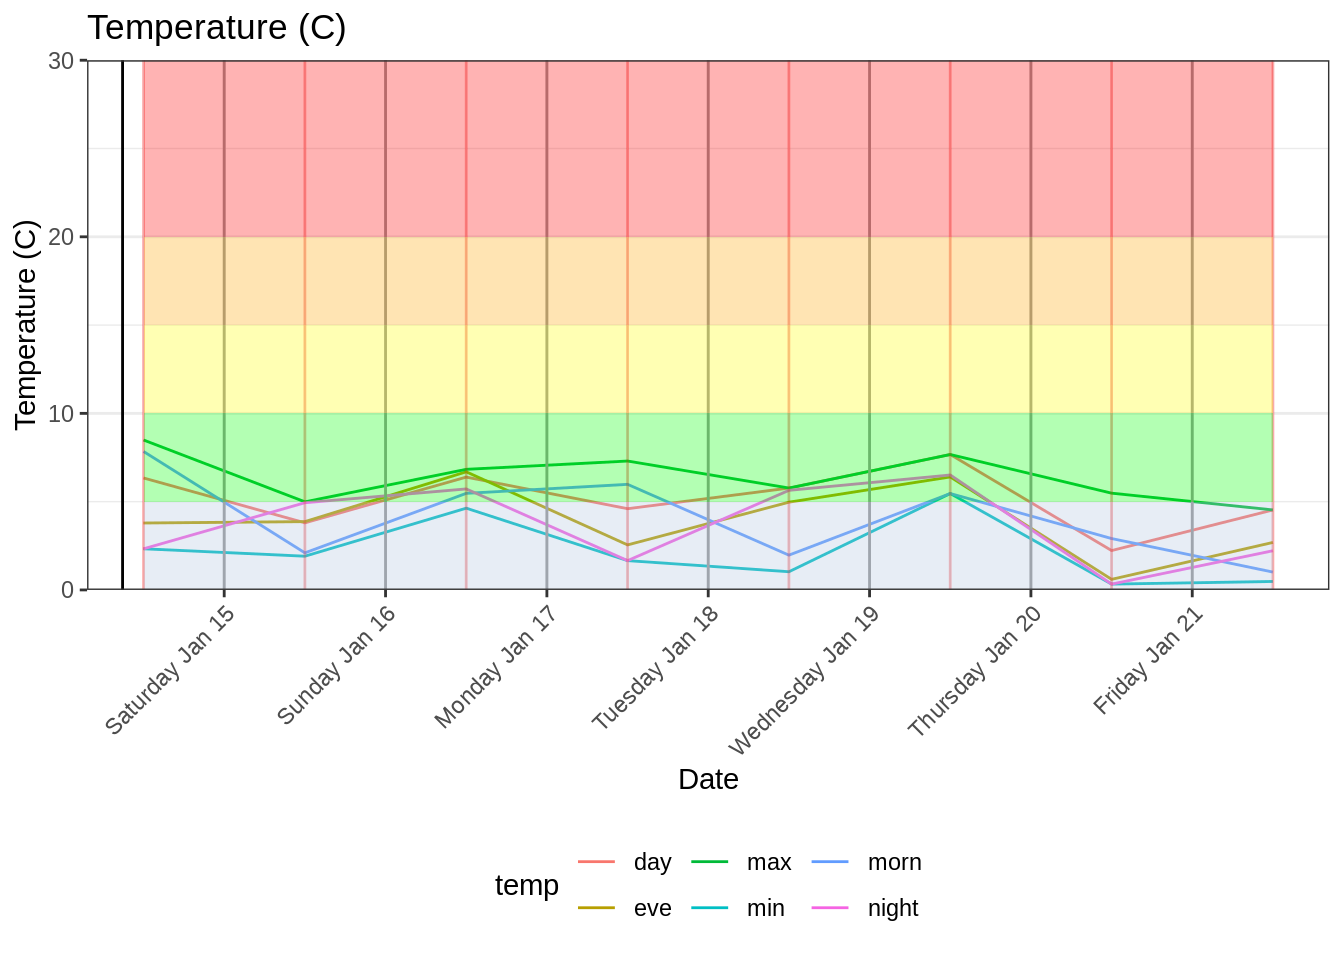 Temperature (C)
Temperature (C)
30
20
10
0
Saturday Jan 15
Sunday Jan 16
Monday Jan 17
Tuesday Jan 18
Wednesday Jan 19
Thursday Jan 20
Friday Jan 21
Date
temp
day
max
morn
eve
min
night